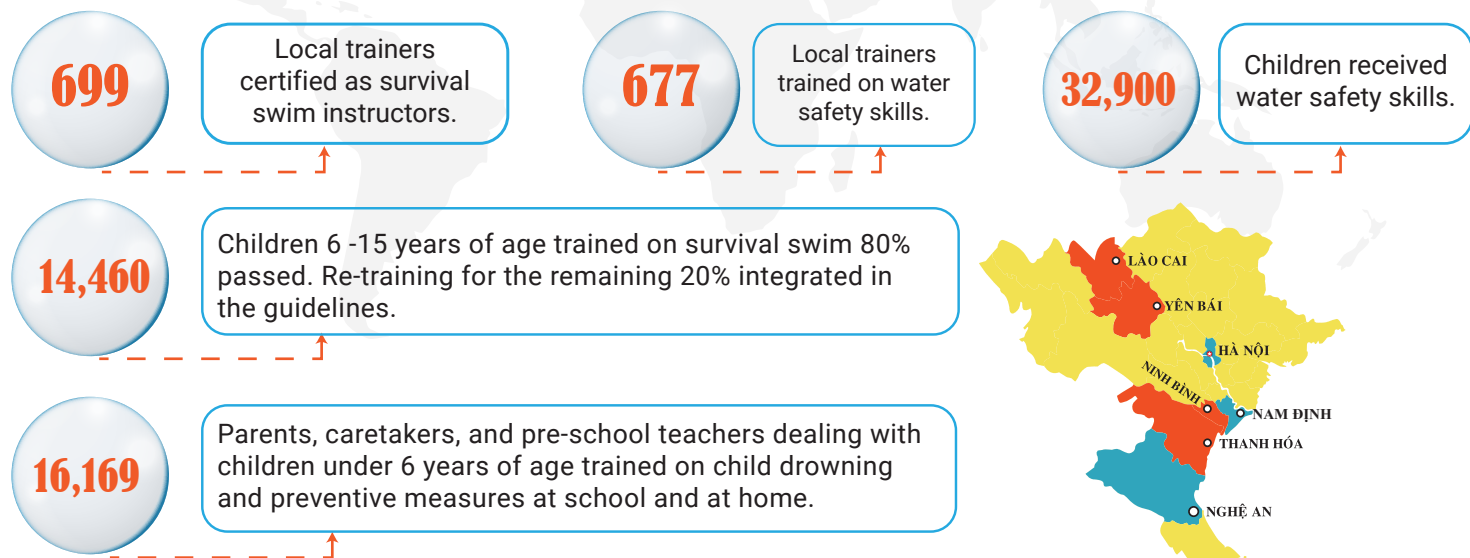 699
Local trainers
certified as survival
swim instructors.
677
Local trainers
trained on water
safety skills.
32,900
Children received
water safety skills.
14,460
Children 6 -15 years of age trained on survival swim 80%
passed. Re-training for the remaining 20% integrated in
the guidelines.
16,169
Parents, caretakers, and pre-school teachers dealing with
children under 6 years of age trained on child drowning
and preventive measures at school and at home.
LÀO CAI
YÊN BÁI
HÀ NỘI
NINH BÌNH
NAM ĐỊNH
THANH HÓA
NGHỆ AN